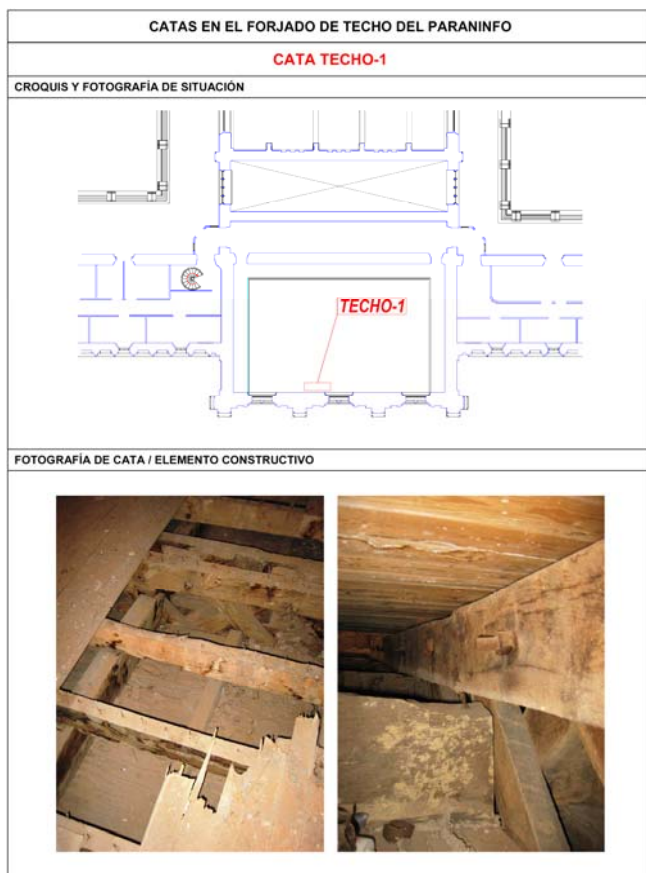 CATAS EN EL FORJADO DE TECHO DEL PARANINFO
CATA TECHO-1
CROQUIS Y FOTOGRAFÍA DE SITUACIÓN
TECHO-1
FOTOGRAFÍA DE CATA / ELEMENTO CONSTRUCTIVO